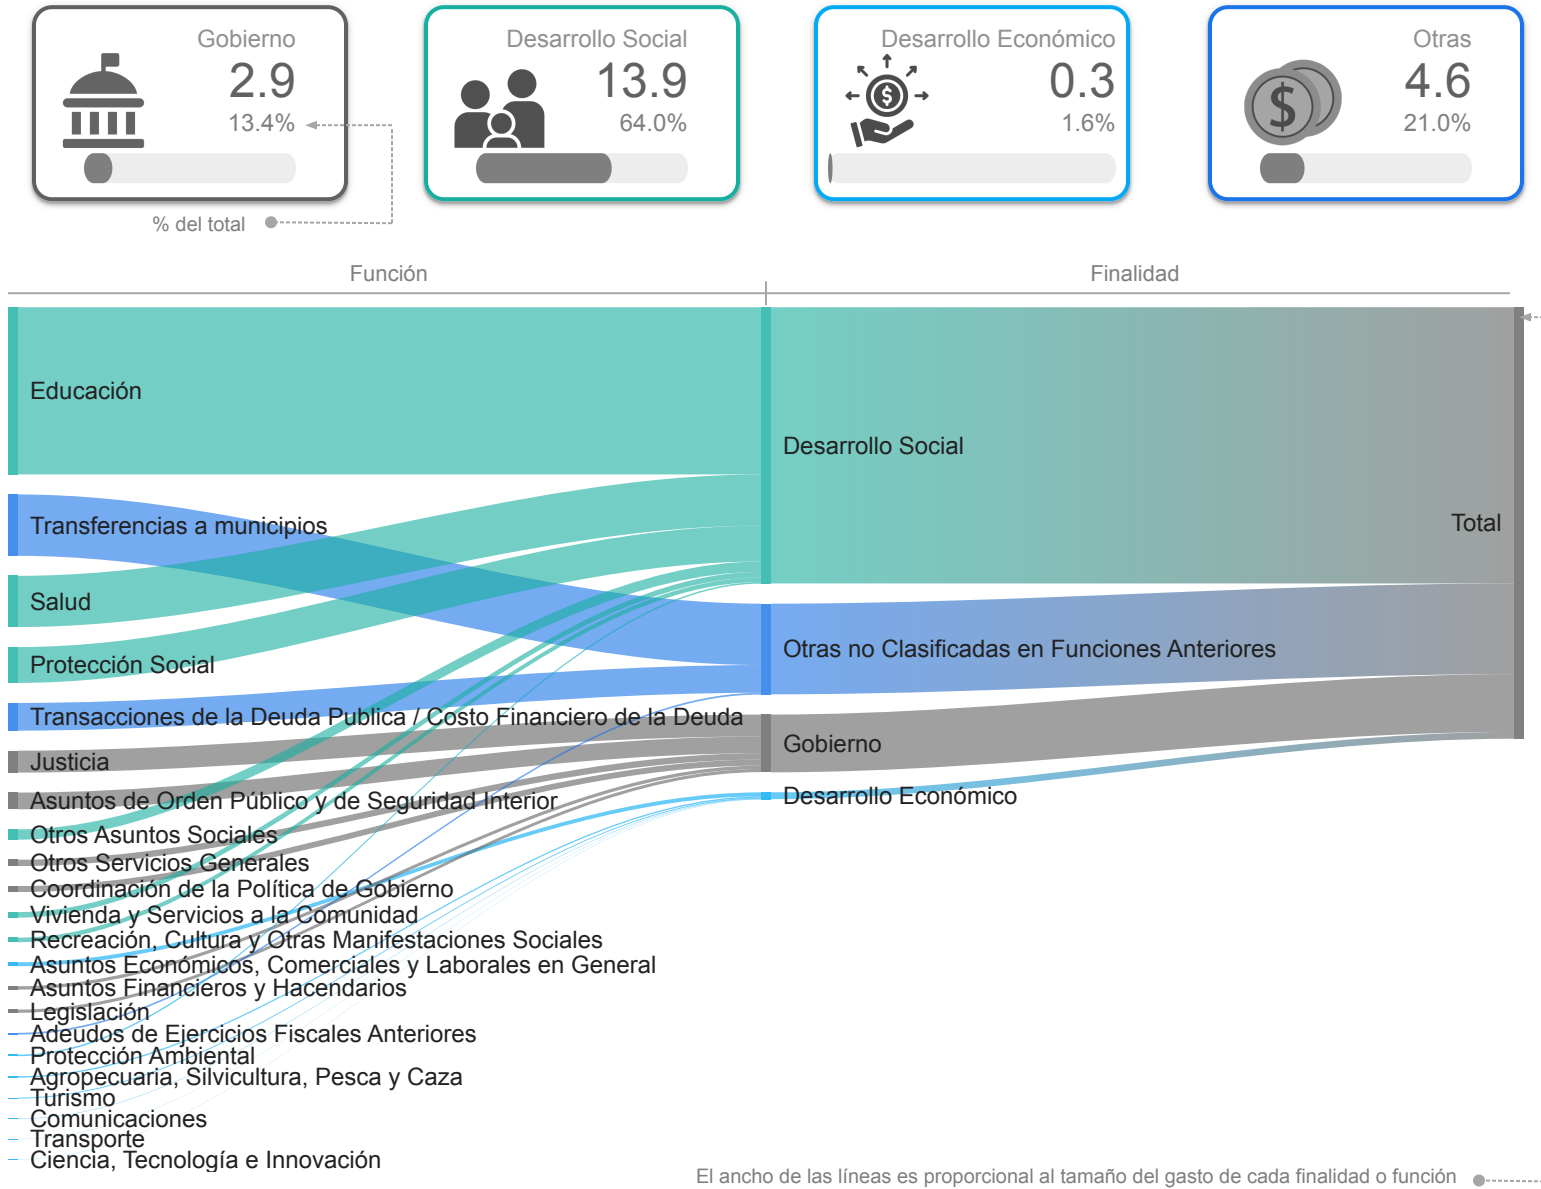 Gobierno
2.9
13.4%
Desarrollo Social
13.9
64.0%
Desarrollo Económico
0.3
1.6%
Otras
4.6
21.0%
% del total
Función
Finalidad
Educación
Desarrollo Social
Total
Transferencias a municipios
Salud
Otras no Clasificadas en Funciones Anteriores
Protección Social
Transacciones de la Deuda Publica / Costo Financiero de la Deuda
Gobierno
Justicia
Desarrollo Económico
Asuntos de Orden Público y de Seguridad Interior
Otros Asuntos Sociales
Otros Servicios Generales
Coordinación de la Política de Gobierno
Vivienda y Servicios a la Comunidad
Recreación, Cultura y Otras Manifestaciones Sociales
Asuntos Económicos, Comerciales y Laborales en General
Asuntos Financieros y Hacendarios
Legislación
Adeudos de Ejercicios Fiscales Anteriores
Protección Ambiental
Agropecuaria, Silvicultura, Pesca y Caza
Turismo
Comunicaciones
Transporte
Ciencia, Tecnología e Innovación
El ancho de las líneas es proporcional al tamaño del gasto de cada finalidad o función